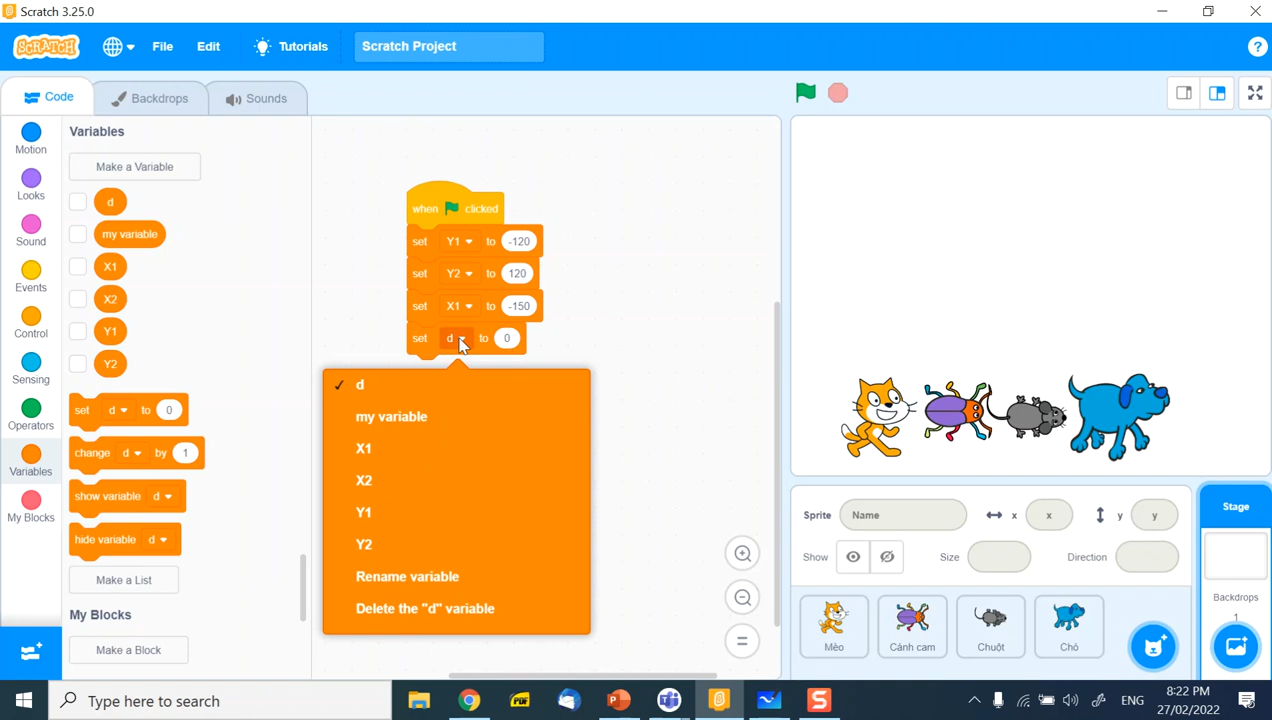 Scratch 3.25.0
SCRATCH
File
Edit
Tutorials
Scratch Project
?
Code
Backdrops
Sounds
Motion
Looks
Sound
Events
Control
Sensing
Operators
Variables
My Blocks
Variables
Make a Variable
d
my variable
X1
X2
Y1
Y2
set d to 0
change d by 1
show variable d
hide variable d
Make a List
My Blocks
Make a Block
when clicked
set Y1 to -120
set Y2 to 120
set X1 to -150
set d to 0
✓ d
my variable
X1
X2
Y1
Y2
Rename variable
Delete the "d" variable
Sprite Name x x y y
Show Size Direction
Mèo
Cánh cam
Chuột
Chó
Stage
Backdrops
1
Type here to search
PDF
P
S
ENG
8:22 PM
27/02/2022